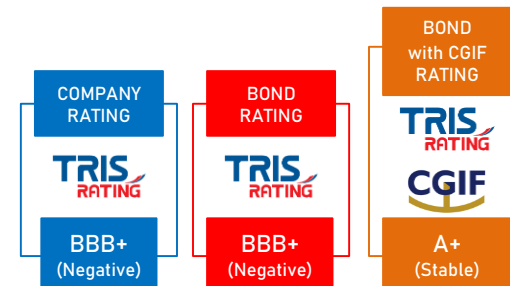 COMPANY
RATING
TRIS
RATING
BBB+
(Negative)
BOND
RATING
TRIS
RATING
BBB+
(Negative)
BOND
with CGIF
RATING
TRIS
RATING
CGIF
A+
(Stable)